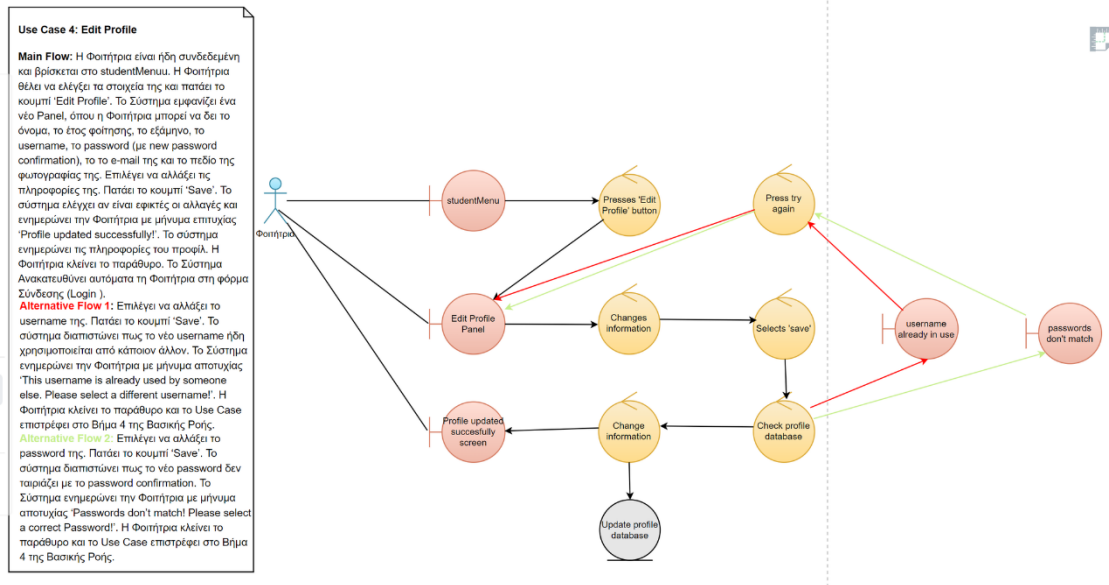 Use Case 4: Edit Profile
Main Flow: Η Φοιτήτρια είναι ήδη συνδεδεμένη
και βρίσκεται στο studentMenuu. Η Φοιτήτρια
θέλει να ελέγξει τα στοιχεία της και πατάει το
κουμπί ‘Edit Profile’. Το Σύστημα εμφανίζει ένα
νέο Panel, όπου η Φοιτήτρια μπορεί να δει το
όνομα, το έτος φοίτησης, το εξάμηνο, το
username, το password (με new password
confirmation), το το e-mail της και το πεδίο της
φωτογραφίας της. Επιλέγει να αλλάξει τις
πληροφορίες της. Πατάει το κουμπί ‘Save’. Το
σύστημα ελέγχει αν είναι εφικτές οι αλλαγές και
ενημερώνει την Φοιτήτρια με μήνυμα επιτυχίας
‘Profile updated successfully!’. Το σύστημα
ενημερώνει τις πληροφορίες του προφίλ. Η
Φοιτήτρια κλείνει το παράθυρο. Το Σύστημα
Ανακατευθύνει αυτόματα τη Φοιτήτρια στη φόρμα
Σύνδεσης (Login ).
Alternative Flow 1: Επιλέγει να αλλάξει το
username της. Πατάει το κουμπί ‘Save’. Το
σύστημα διαπιστώνει πως το νέο username ήδη
χρησιμοποιείται από κάποιον άλλον. Το Σύστημα
ενημερώνει την Φοιτήτρια με μήνυμα αποτυχίας
‘This username is already used by someone
else. Please select a different username!’. Η
Φοιτήτρια κλείνει το παράθυρο και το Use Case
επιστρέφει στο Βήμα 4 της Βασικής Ροής.
Alternative Flow 2: Επιλέγει να αλλάξει το
password της. Πατάει το κουμπί ‘Save’. Το
σύστημα διαπιστώνει πως το νέο password δεν
ταιριάζει με το password confirmation. Το
Σύστημα ενημερώνει την Φοιτήτρια με μήνυμα
αποτυχίας ‘Passwords don’t match! Please select
a correct Password!’. Η Φοιτήτρια κλείνει το
παράθυρο και το Use Case επιστρέφει στο Βήμα
4 της Βασικής Ροής.
Φοιτήτρια
studentMenu
Presses 'Edit
Profile' button
Press try
again
Edit Profile
Panel
Changes
information
Selects 'save'
username
already in use
passwords
don't match
Profile updated
succesfully
screen
Change
information
Check profile
database
Update profile
database